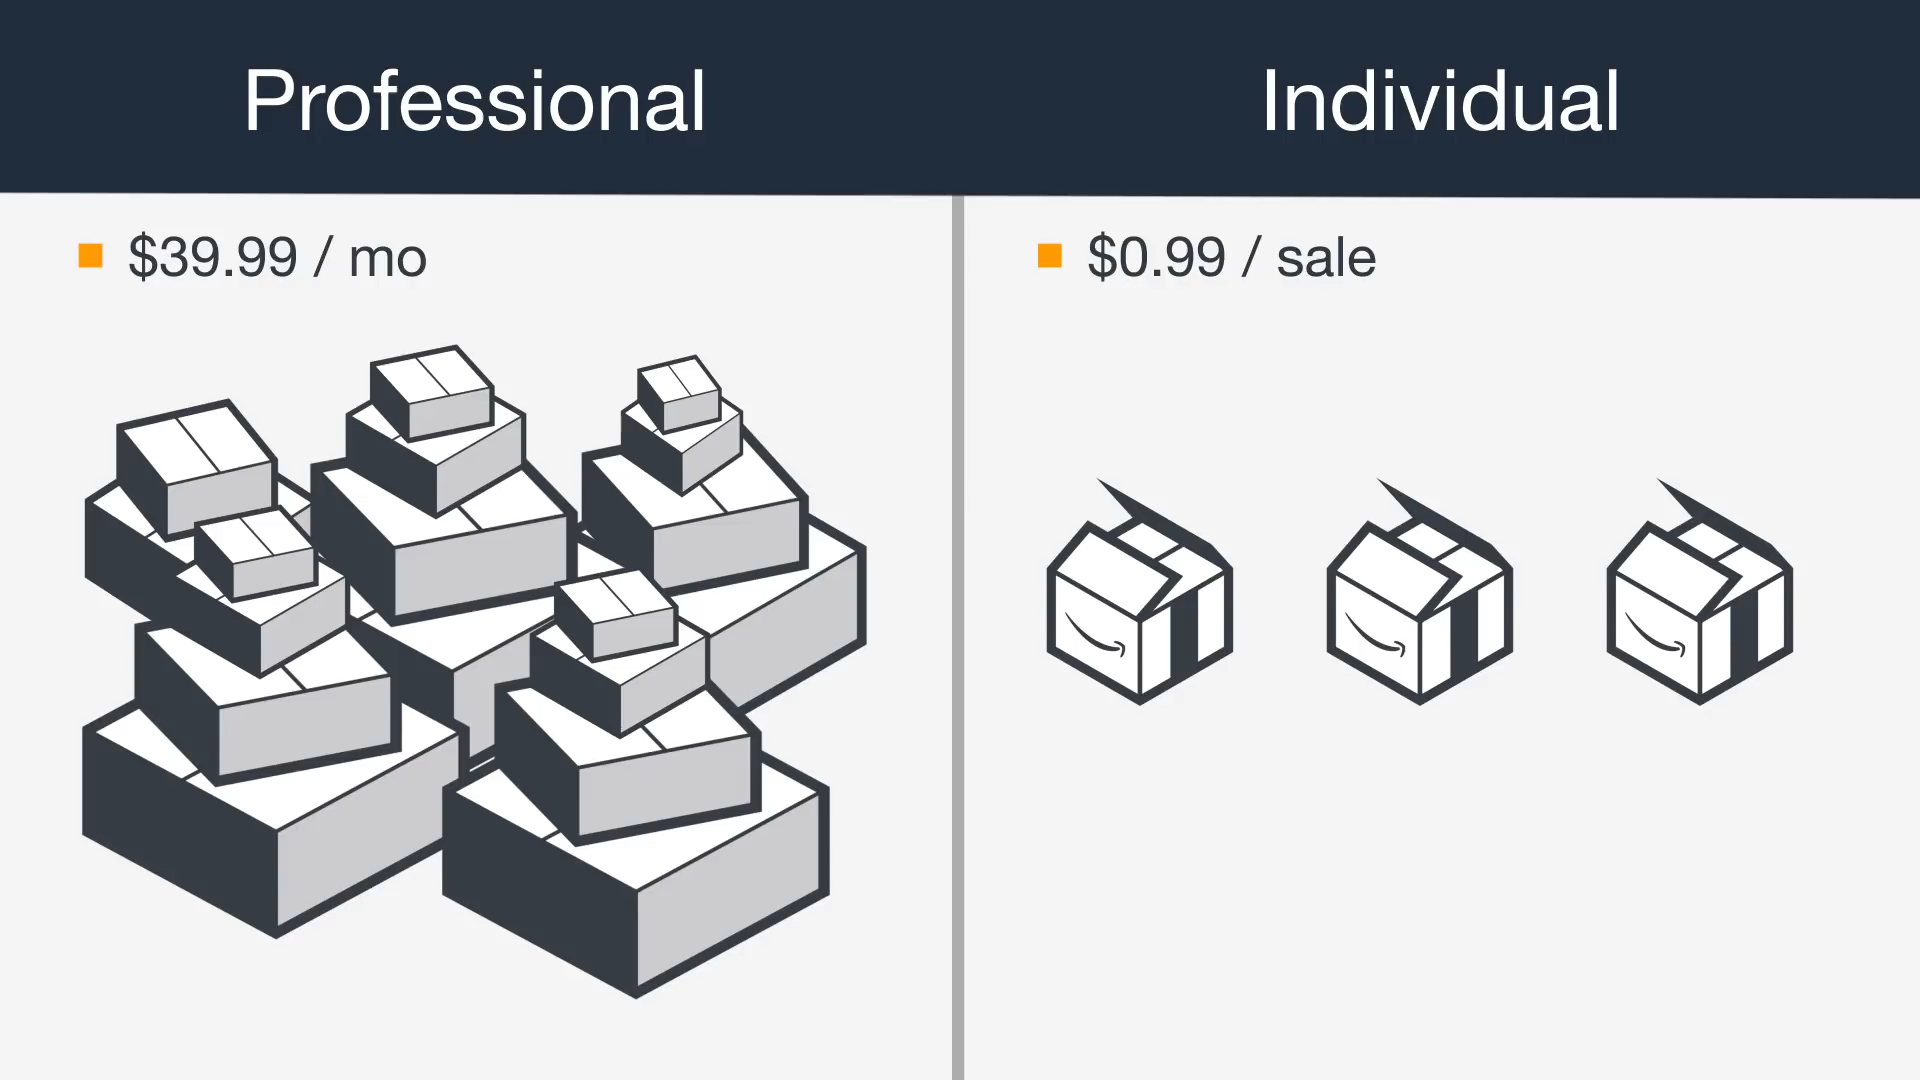 Professional
Individual
$39.99 / mo
$0.99 / sale